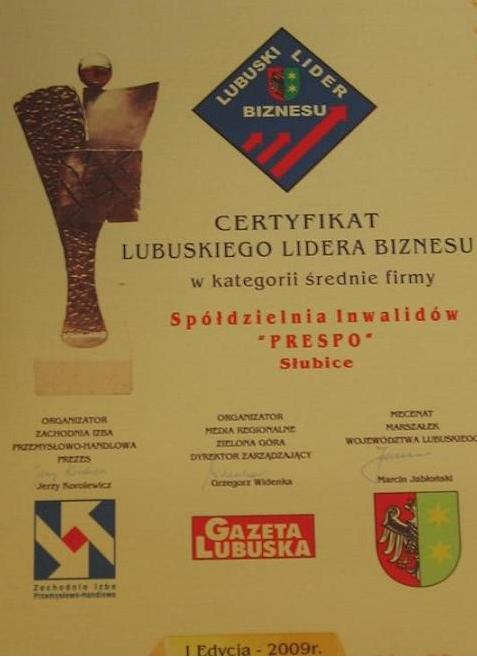 LUBUSKI LIDER
BIZNESU
CERTYFIKAT
LUBUSKIEGO LIDERA BIZNESU
w kategorii średnie firmy
Spółdzielnia Inwalidów
"PRESPO"
Słubice
ORGANIZATOR
ZACHODNIA IZBA
PRZEMYSŁOWO-HANDLOWA
PREZES
Jerzy Korolewicz
ORGANIZATOR
MEDIA REGIONALNE
ZIELONA GÓRA
DYREKTOR ZARZĄDZAJĄCY
Grzegorz Widenka
MECENAT
MARSZAŁEK
WOJEWÓDZTWA LUBUSKIEGO
Marcin Jabłoński
Zachodnia Izba
Przemysłowo-Handlowa
GAZETA
LUBUSKA
I Edycja - 2009r.